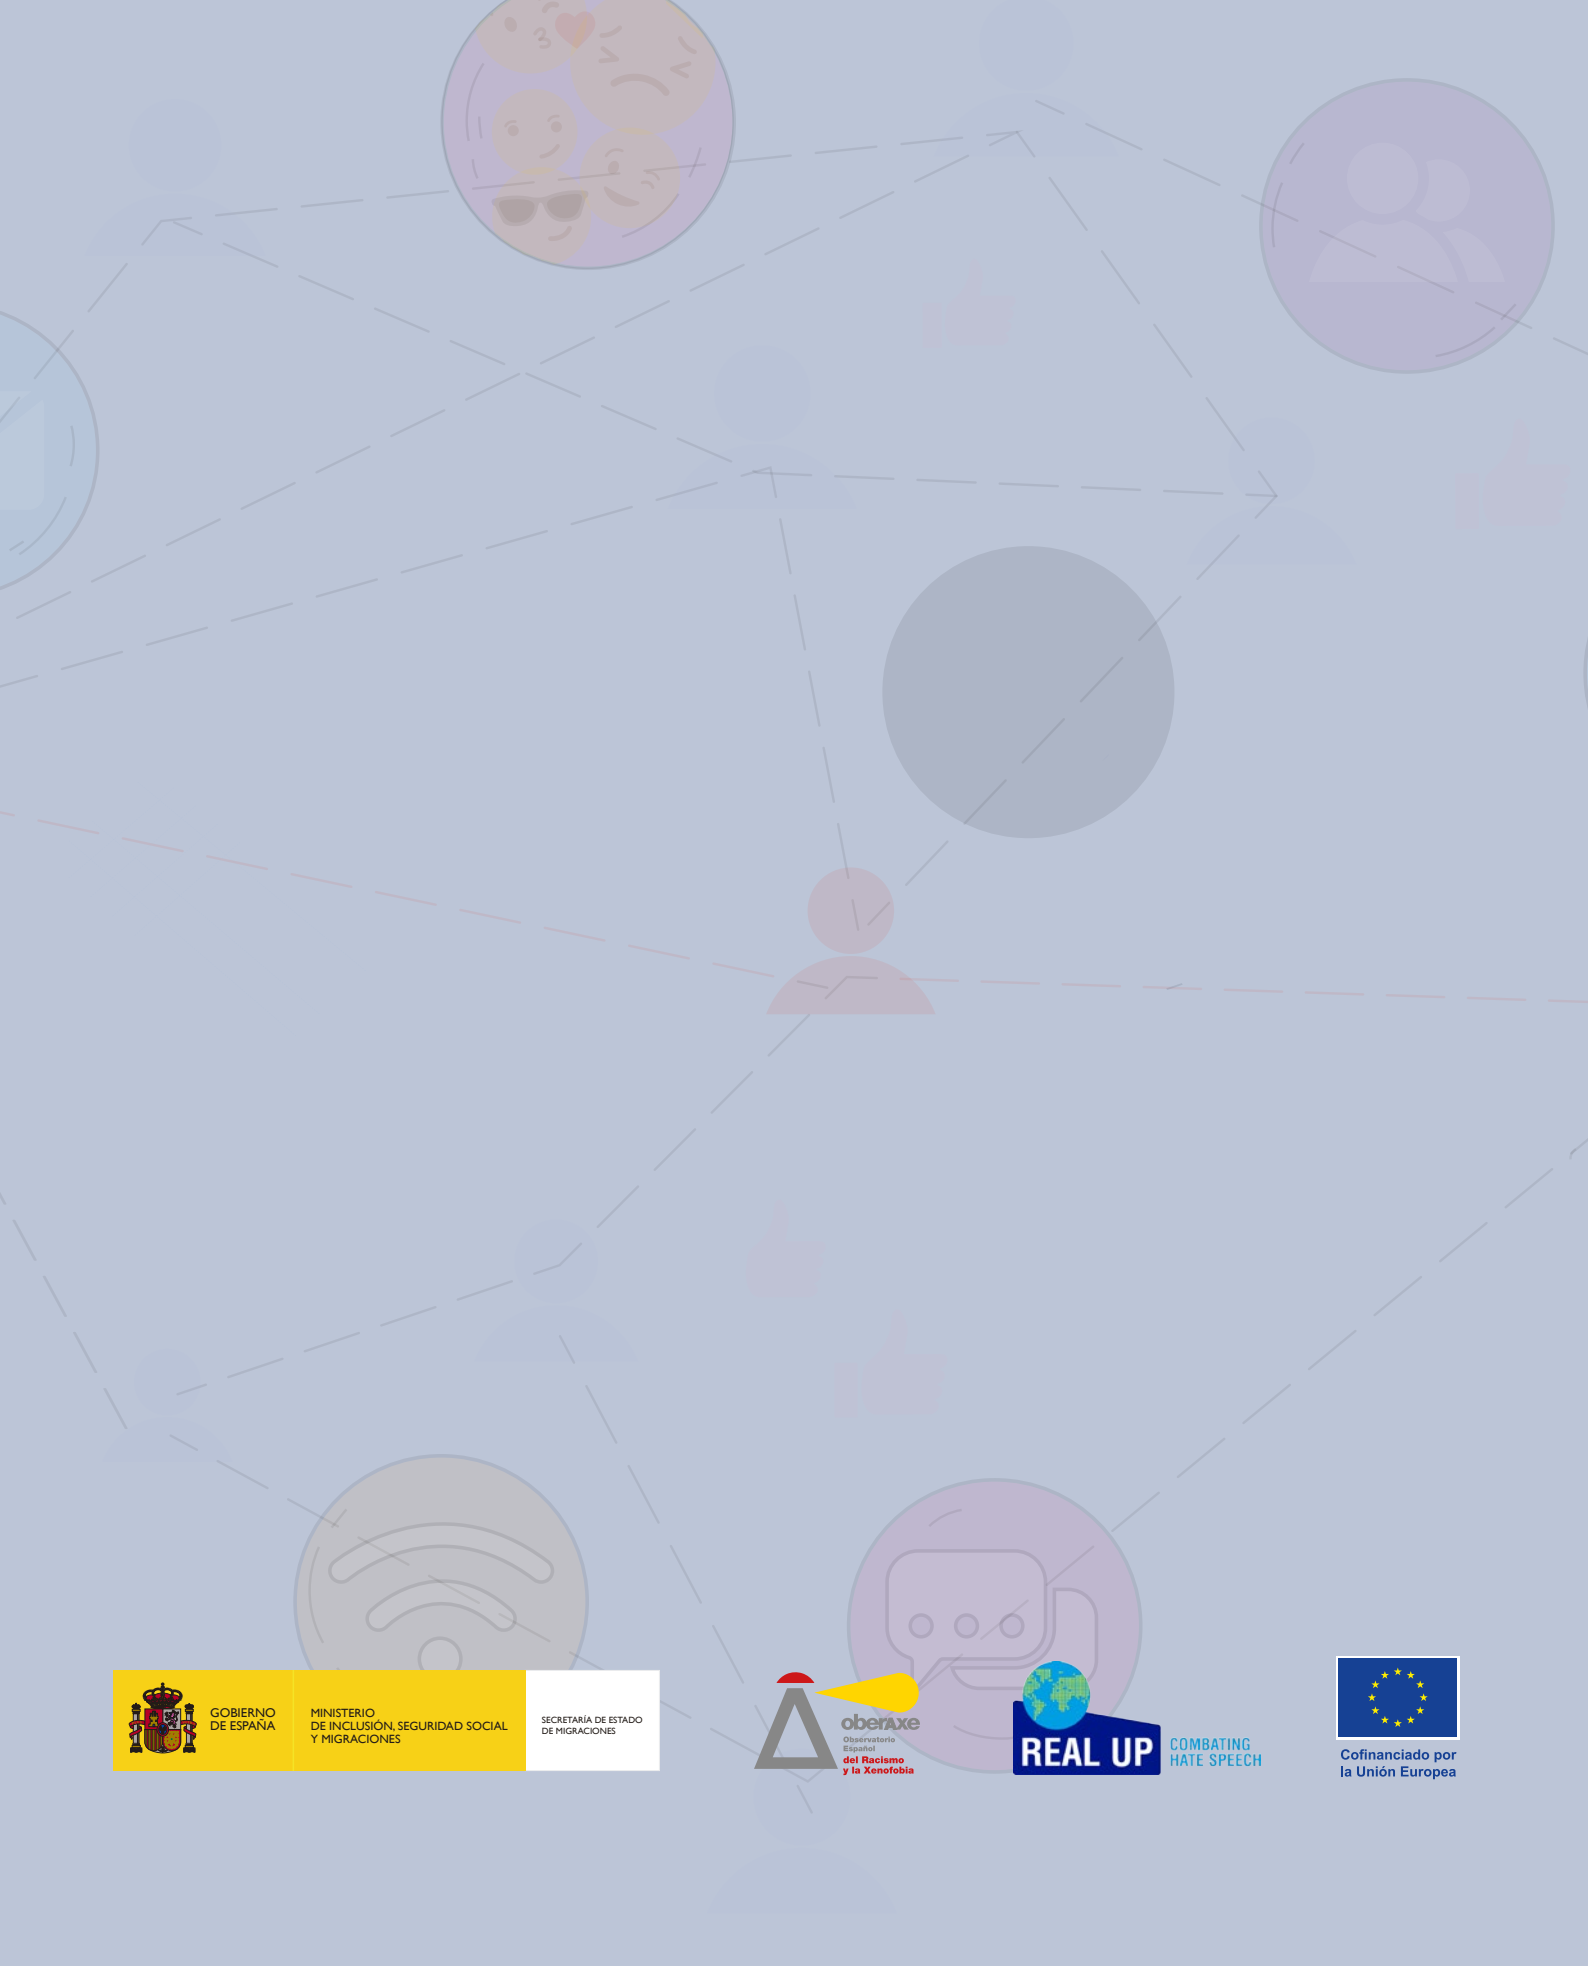 GOBIERNO
DE ESPAÑA
MINISTERIO
DE INCLUSIÓN, SEGURIDAD SOCIAL
Y MIGRACIONES
SECRETARÍA DE ESTADO
DE MIGRACIONES
oberaxe
Observatorio
Español
del Racismo
y la Xenofobia
REAL UP
COMBATING
HATE SPEECH
Cofinanciado por
la Unión Europea